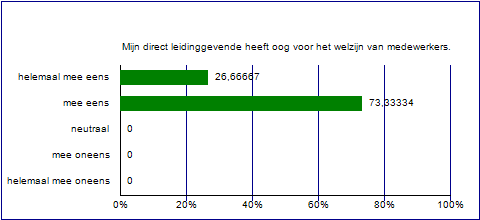 Mijn direct leidinggevende heeft oog voor het welzijn van medewerkers.
helemaal mee eens 26,66667
mee eens 73,33334
neutraal 0
mee oneens 0
helemaal mee oneens 0
0% 20% 40% 60% 80% 100%